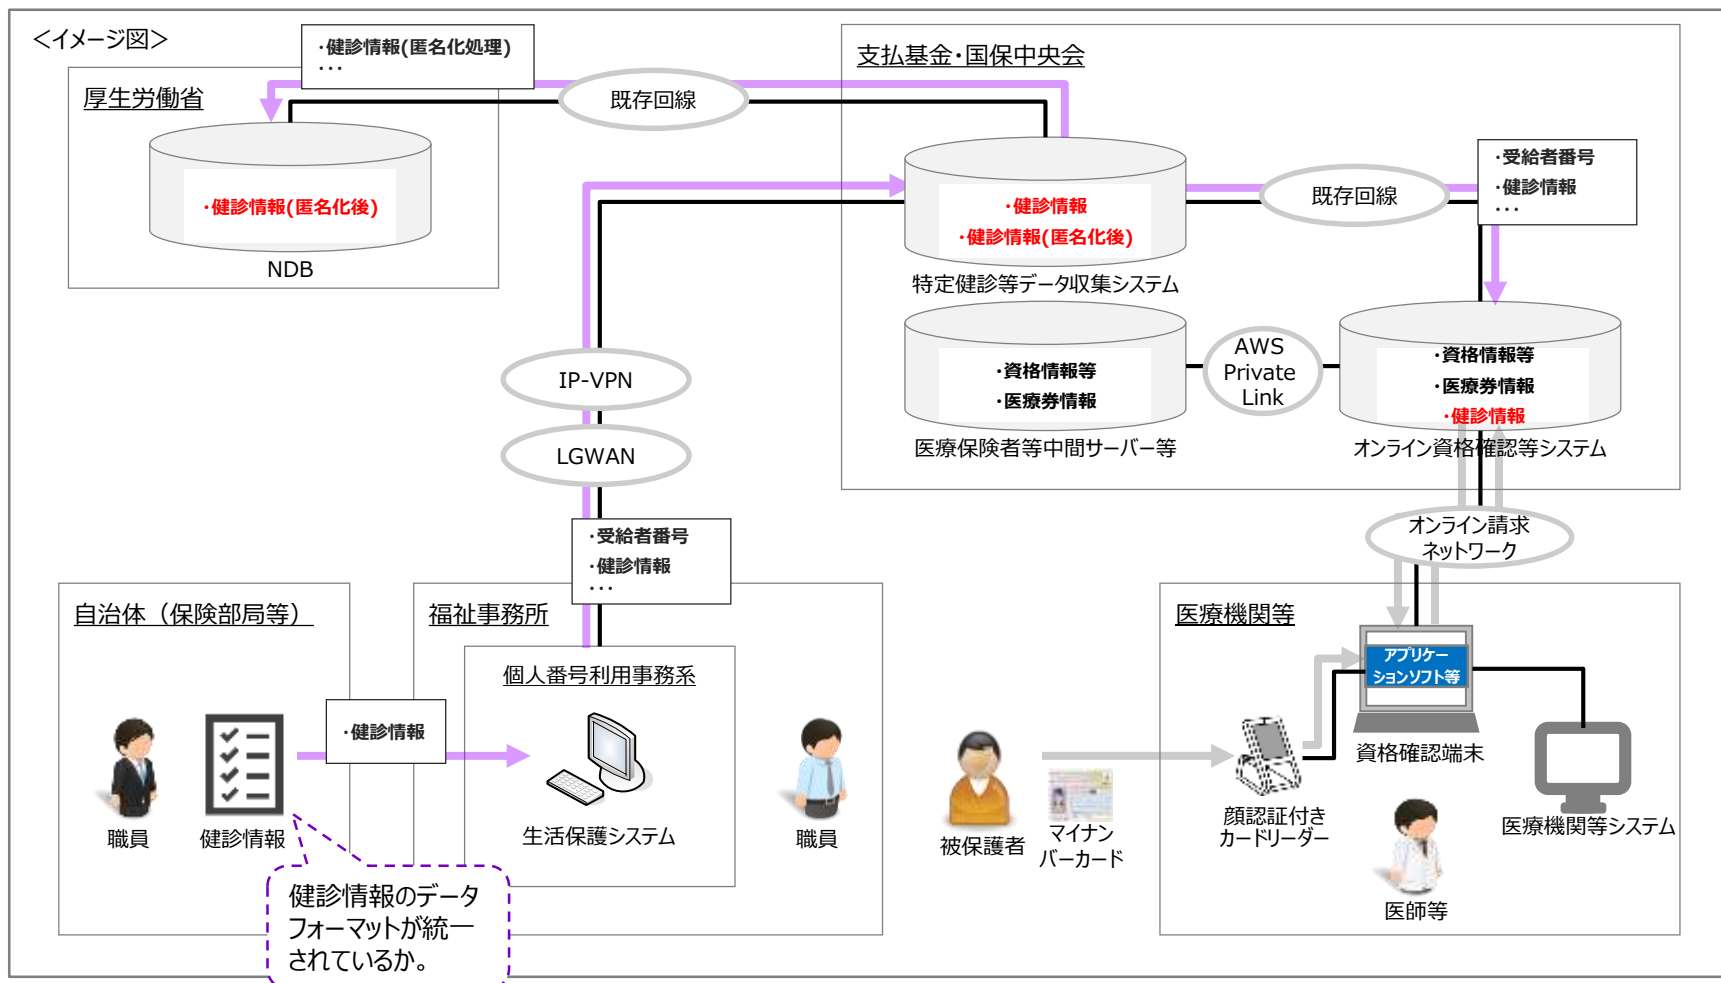 ＜イメージ図＞
・健診情報(匿名化処理)
・・・
厚生労働省
既存回線
・健診情報(匿名化後)
NDB
支払基金・国保中央会
・健診情報
・健診情報(匿名化後)
特定健診等データ収集システム
既存回線
・受給者番号
・健診情報
・・・
・資格情報等
・医療券情報
医療保険者等中間サーバー等
AWS
Private
Link
・資格情報等
・医療券情報
・健診情報
オンライン資格確認等システム
IP-VPN
LGWAN
・受給者番号
・健診情報
・・・
オンライン請求
ネットワーク
自治体（保険部局等）
職員
健診情報
・健診情報
福祉事務所
個人番号利用事務系
生活保護システム
職員
健診情報のデータ
フォーマットが統一
されているか。
被保護者
マイナン
バーカード
医療機関等
アプリケー
ションソフト等
資格確認端末
顔認証付き
カードリーダー
医療機関等システム
医師等